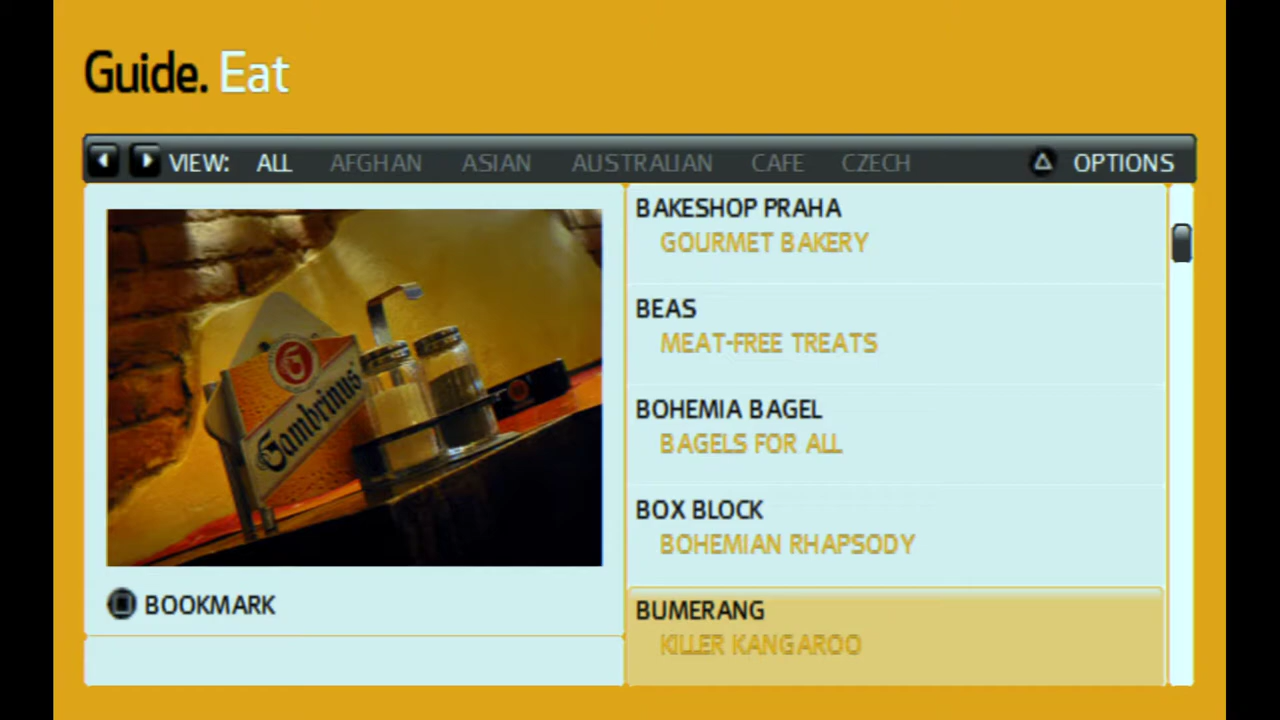 Guide. Eat
VIEW: ALL AFGHAN ASIAN AUSTRALIAN CAFE CZECH OPTIONS
Gambrinus
BOOKMARK
BAKESHOP PRAHA
GOURMET BAKERY
BEAS
MEAT-FREE TREATS
BOHEMIA BAGEL
BAGELS FOR ALL
BOX BLOCK
BOHEMIAN RHAPSODY
BUMERANG
KILLER KANGAROO